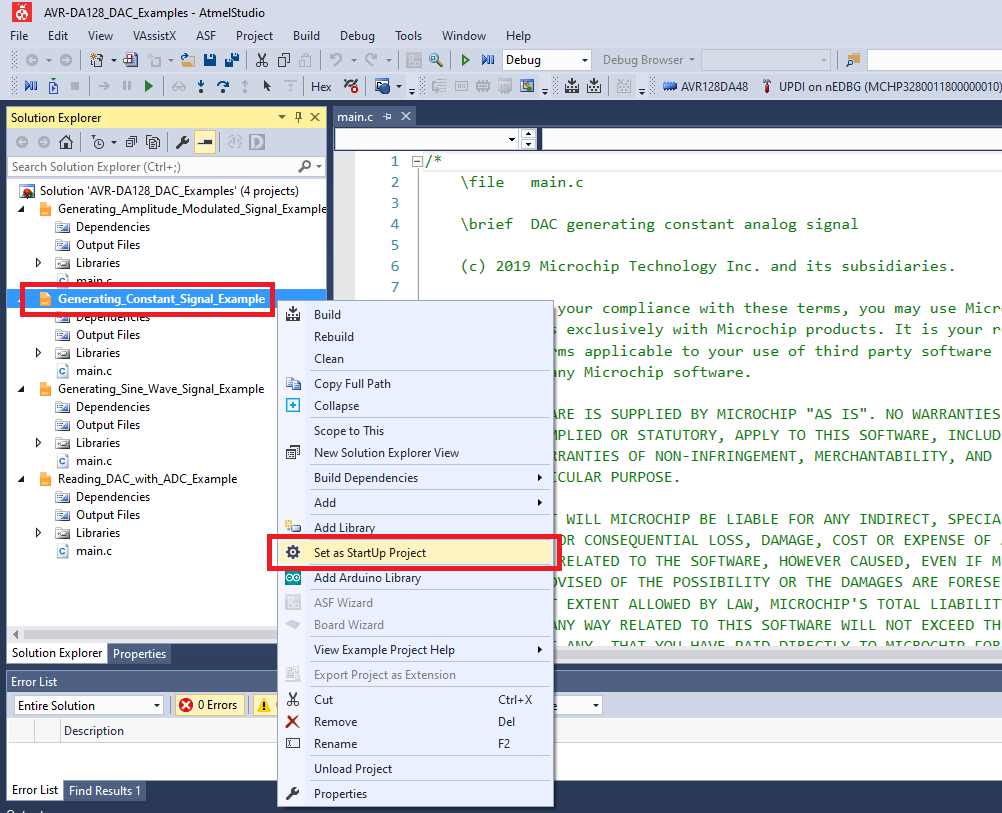 AVR-DA128_DAC_Examples - AtmelStudio
File Edit View VAssistX ASF Project Build Debug Tools Window Help
Debug Debug Browser
Hex AVR128DA48 UPDI on nEDBG (MCHP3280011800000010)
Solution Explorer
Search Solution Explorer (Ctrl+;)
Solution 'AVR-DA128_DAC_Examples' (4 projects)
Generating_Amplitude_Modulated_Signal_Example
Dependencies
Output Files
Libraries
main.c
Generating_Constant_Signal_Example
Dependencies
Output Files
Libraries
main.c
Generating_Sine_Wave_Signal_Example
Dependencies
Output Files
Libraries
main.c
Reading_DAC_with_ADC_Example
Dependencies
Output Files
Libraries
main.c
Solution Explorer Properties
main.c
1 /*
2 \file main.c
3
4 \brief DAC generating constant analog signal
5
6 (c) 2019 Microchip Technology Inc. and its subsidiaries.
7
your compliance with these terms, you may use Micro
s exclusively with Microchip products. It is your r
rms applicable to your use of third party software
any Microchip software.
ARE IS SUPPLIED BY MICROCHIP "AS IS". NO WARRANTIES
MPLIED OR STATUTORY, APPLY TO THIS SOFTWARE, INCLUD
RRANTIES OF NON-INFRINGEMENT, MERCHANTABILITY, AND
ICULAR PURPOSE.
T WILL MICROCHIP BE LIABLE FOR ANY INDIRECT, SPECIA
OR CONSEQUENTIAL LOSS, DAMAGE, COST OR EXPENSE OF
RELATED TO THE SOFTWARE, HOWEVER CAUSED, EVEN IF M
VISED OF THE POSSIBILITY OR THE DAMAGES ARE FORESE
T EXTENT ALLOWED BY LAW, MICROCHIP'S TOTAL LIABILIT
ANY WAY RELATED TO THIS SOFTWARE WILL NOT EXCEED TH
ANY, THAT YOU HAVE PAID DIRECTLY TO MICROCHIP FOR
Build
Rebuild
Clean
Copy Full Path
Collapse
Scope to This
New Solution Explorer View
Build Dependencies
Add
Add Library
Set as StartUp Project
Add Arduino Library
ASF Wizard
Board Wizard
View Example Project Help
Export Project as Extension
Cut Ctrl+X
Remove Del
Rename F2
Unload Project
Properties
Error List
Entire Solution 0 Errors
Description
Error List Find Results 1